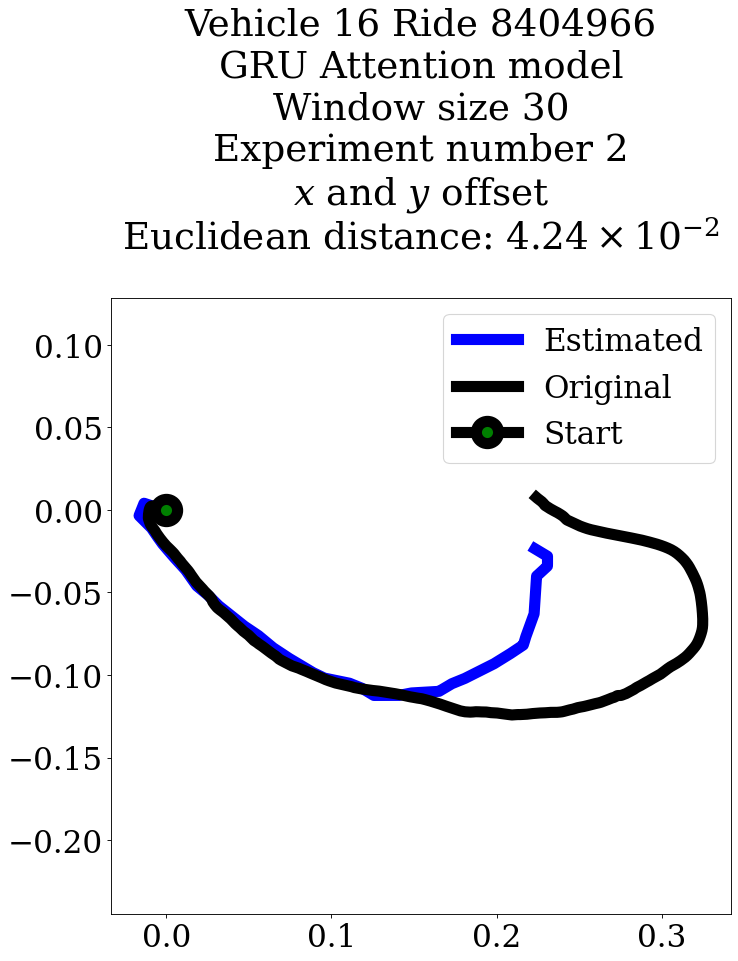 Vehicle 16 Ride 8404966
GRU Attention model
Window size 30
Experiment number 2
x and y offset
Euclidean distance: 4.24 × 10⁻²
Estimated
Original
Start
0.10
0.05
0.00
−0.05
−0.10
−0.15
−0.20
0.0 0.1 0.2 0.3